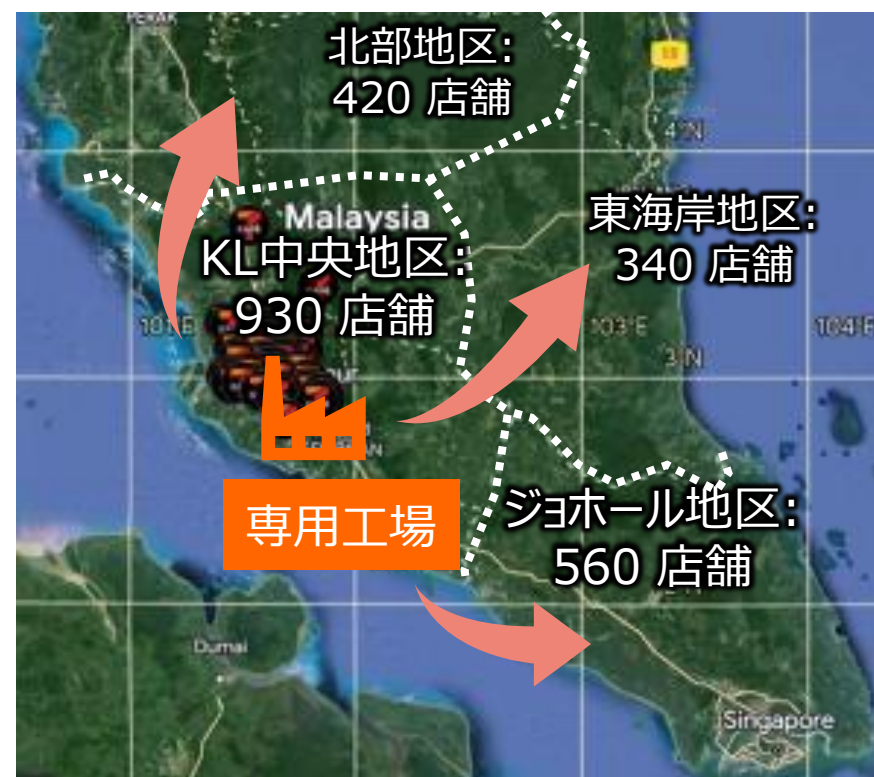 PERAK
北部地区:
420 店舗
4°N
Malaysia
東海岸地区:
340 店舗
KL中央地区:
930 店舗
101°E
103°E
104°E
3°N
専用工場
ジョホール地区:
560 店舗
Dumai
Singapore